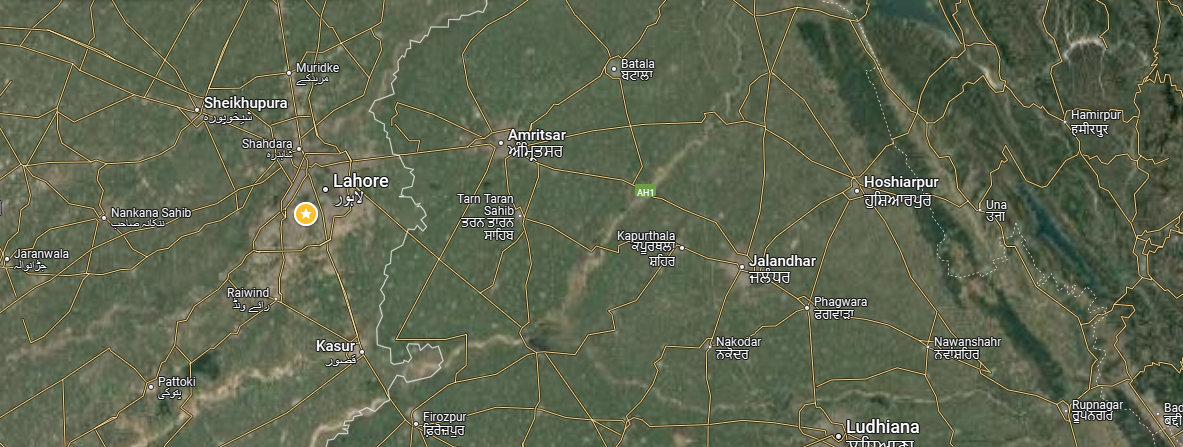 Batala
ਬਟਾਲਾ
Muridke
مریدکے
Sheikhupura
شیخوپورہ
Hamirpur
हमीरपुर
Amritsar
ਅੰਮ੍ਰਿਤਸਰ
Shahdara
شاہدرہ
Lahore
لاہور
AH1
Hoshiarpur
ਹੁਸ਼ਿਆਰਪੁਰ
Tarn Taran
Sahib
ਤਰਨ ਤਾਰਨ
ਸਾਹਿਬ
Una
उना
Nankana Sahib
ننکانہ صاحب
Kapurthala
ਕਪੂਰਥਲਾ
ਸ਼ਹਿਰ
Jaranwala
جڑانوالہ
Jalandhar
ਜਲੰਧਰ
Raiwind
رائے ونڈ
Phagwara
ਫਗਵਾੜਾ
Kasur
قصور
Nakodar
ਨਕੋਦਰ
Nawanshahr
ਨਵਾਂਸ਼ਹਿਰ
Pattoki
پتوکی
Rupnagar
ਰੂਪਨਗਰ
Firozpur
ਫ਼ਿਰੋਜ਼ਪੁਰ
Ludhiana